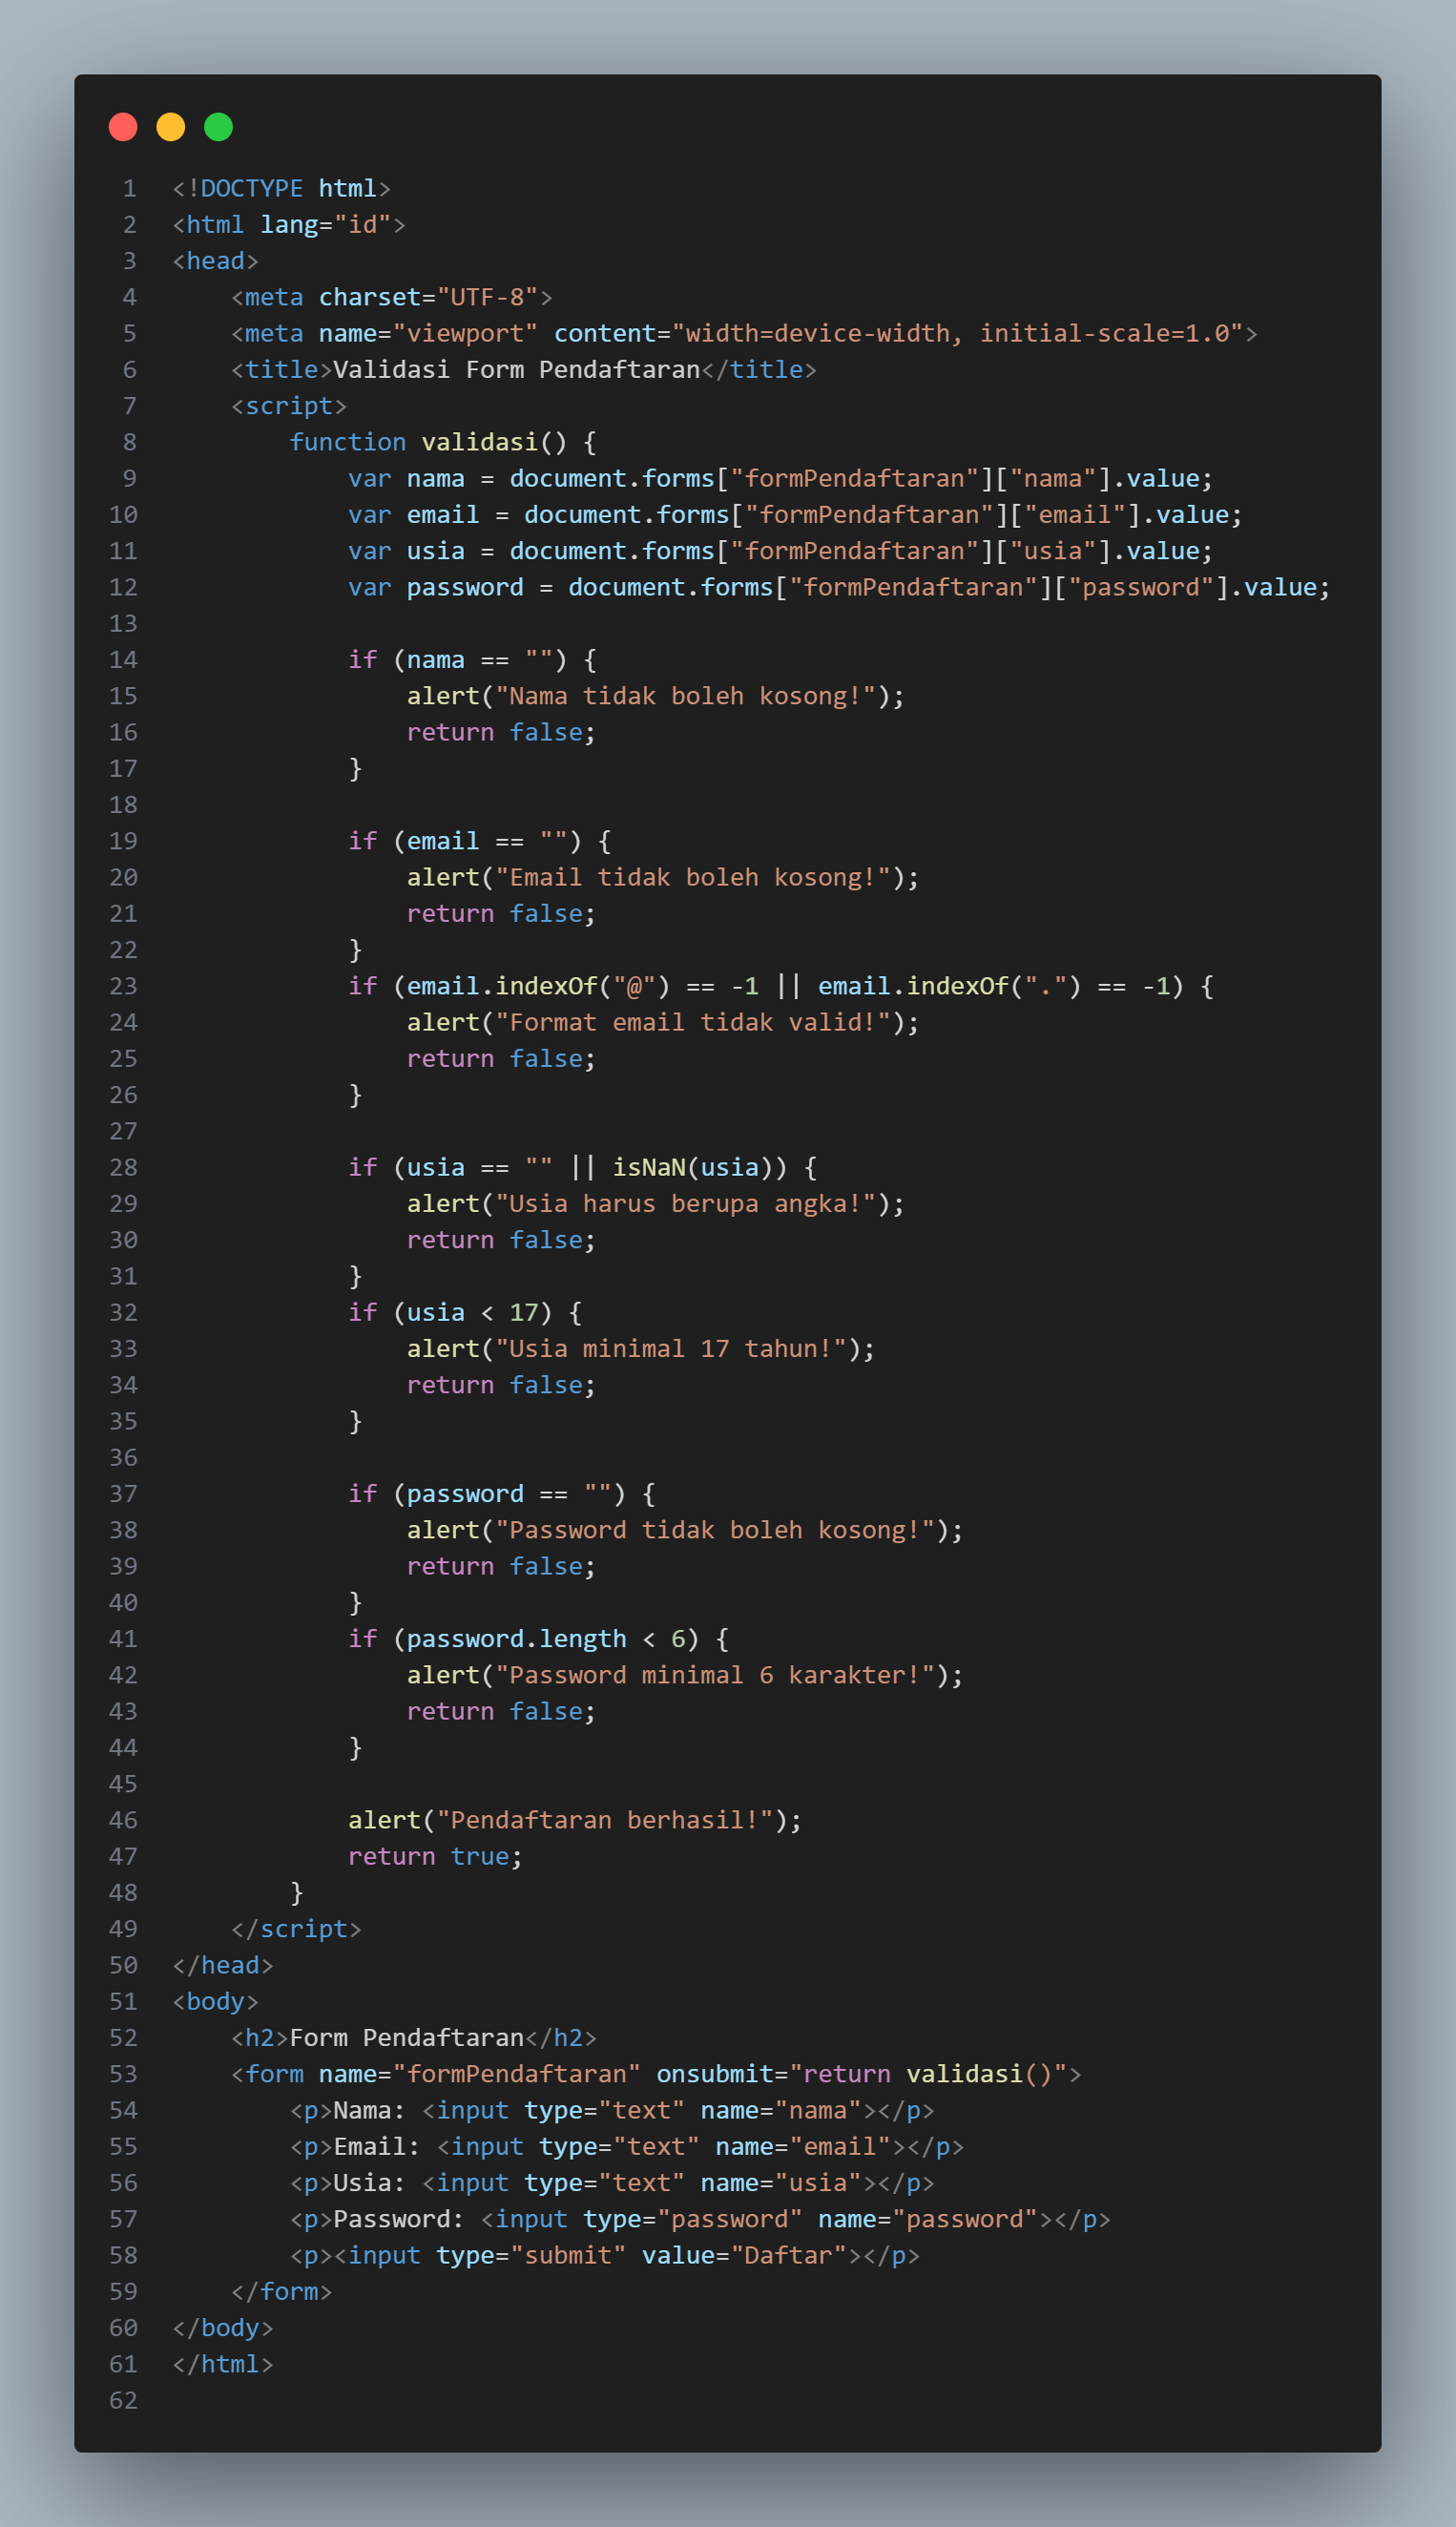 1 <!DOCTYPE html>
2 <html lang="id">
3 <head>
4     <meta charset="UTF-8">
5     <meta name="viewport" content="width=device-width, initial-scale=1.0">
6     <title>Validasi Form Pendaftaran</title>
7     <script>
8         function validasi() {
9             var nama = document.forms["formPendaftaran"]["nama"].value;
10             var email = document.forms["formPendaftaran"]["email"].value;
11             var usia = document.forms["formPendaftaran"]["usia"].value;
12             var password = document.forms["formPendaftaran"]["password"].value;
13
14             if (nama == "") {
15                 alert("Nama tidak boleh kosong!");
16                 return false;
17             }
18
19             if (email == "") {
20                 alert("Email tidak boleh kosong!");
21                 return false;
22             }
23             if (email.indexOf("@") == -1 || email.indexOf(".") == -1) {
24                 alert("Format email tidak valid!");
25                 return false;
26             }
27
28             if (usia == "" || isNaN(usia)) {
29                 alert("Usia harus berupa angka!");
30                 return false;
31             }
32             if (usia < 17) {
33                 alert("Usia minimal 17 tahun!");
34                 return false;
35             }
36
37             if (password == "") {
38                 alert("Password tidak boleh kosong!");
39                 return false;
40             }
41             if (password.length < 6) {
42                 alert("Password minimal 6 karakter!");
43                 return false;
44             }
45
46             alert("Pendaftaran berhasil!");
47             return true;
48         }
49     </script>
50 </head>
51 <body>
52     <h2>Form Pendaftaran</h2>
53     <form name="formPendaftaran" onsubmit="return validasi()">
54         <p>Nama: <input type="text" name="nama"></p>
55         <p>Email: <input type="text" name="email"></p>
56         <p>Usia: <input type="text" name="usia"></p>
57         <p>Password: <input type="password" name="password"></p>
58         <p><input type="submit" value="Daftar"></p>
59     </form>
60 </body>
61 </html>
62